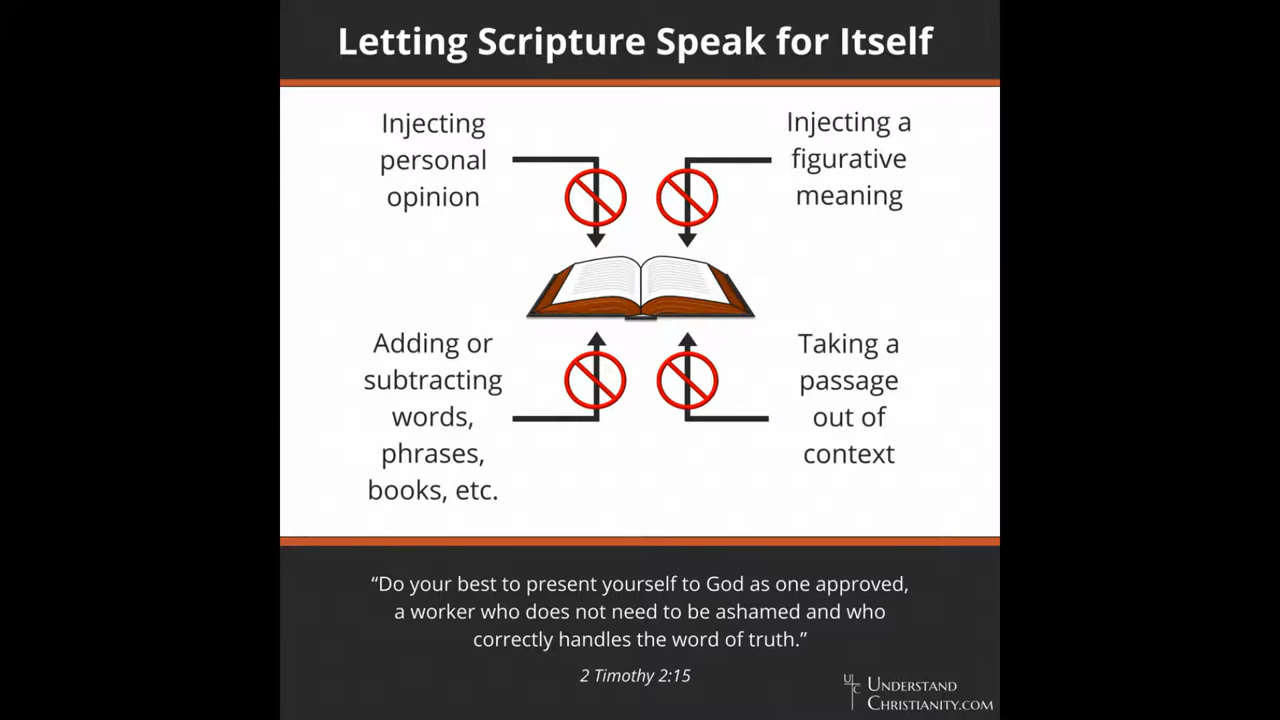 Letting Scripture Speak for Itself
Injecting
personal
opinion
Injecting a
figurative
meaning
Adding or
subtracting
words,
phrases,
books, etc.
Taking a
passage
out of
context
“Do your best to present yourself to God as one approved,
a worker who does not need to be ashamed and who
correctly handles the word of truth.”
2 Timothy 2:15
UTC
Understand
Christianity.com